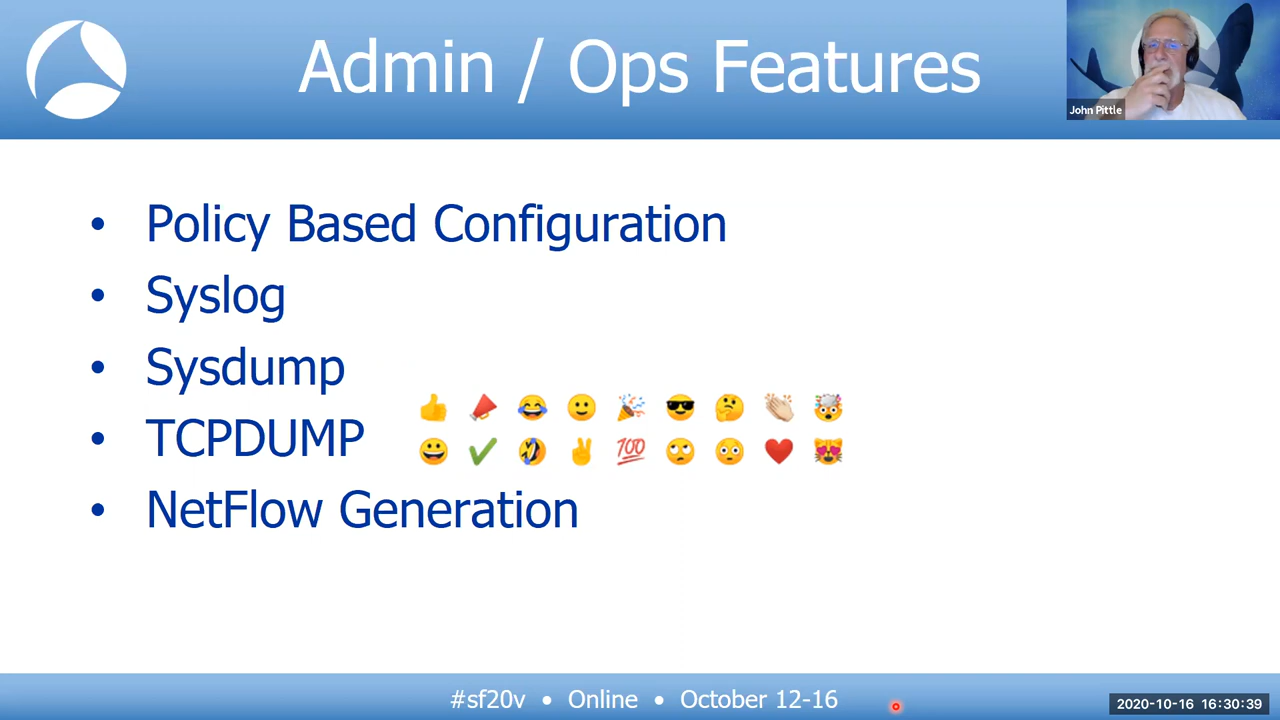 Admin / Ops Features
John Pittle
• Policy Based Configuration
• Syslog
• Sysdump
• TCPDUMP
100
• NetFlow Generation
#sf20v • Online • October 12-16
2020-10-16 16:30:39